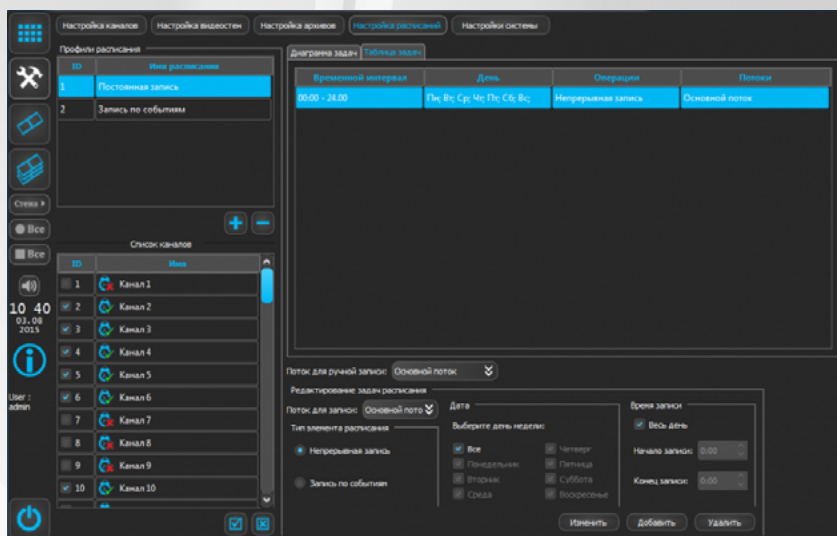 Настройка каналов
Настройка видеостен
Настройка архивов
Настройка расписаний
Настройки системы
Профили расписания
ID Имя расписания
1 Постоянная запись
2 Запись по событиям
Стена
Все
Все
10 40
03.08
2015
User :
admin
Список каналов
ID Имя
1 Канал 1
2 Канал 2
3 Канал 3
4 Канал 4
5 Канал 5
6 Канал 6
7 Канал 7
8 Канал 8
9 Канал 9
10 Канал 10
Диаграмма задач Таблица задач
Временной интервал День Операции Потоки
00:00 - 24.00 Пн; Вт; Ср; Чт; Пт; Сб; Вс; Непрерывная запись Основной поток
Поток для ручной записи: Основной поток
Редактирование задач расписания
Поток для записи: Основной пото
Тип элемента расписания
Непрерывная запись
Запись по событиям
Дата
Выберите день недели:
Все
Понедельник
Вторник
Среда
Четверг
Пятница
Суббота
Воскресенье
Время записи
Весь день
Начало записи: 0.00
Конец записи: 0.00
Изменить Добавить Удалить